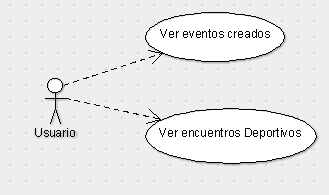 Ver eventos creados
Usuario
Ver encuentros Deportivos